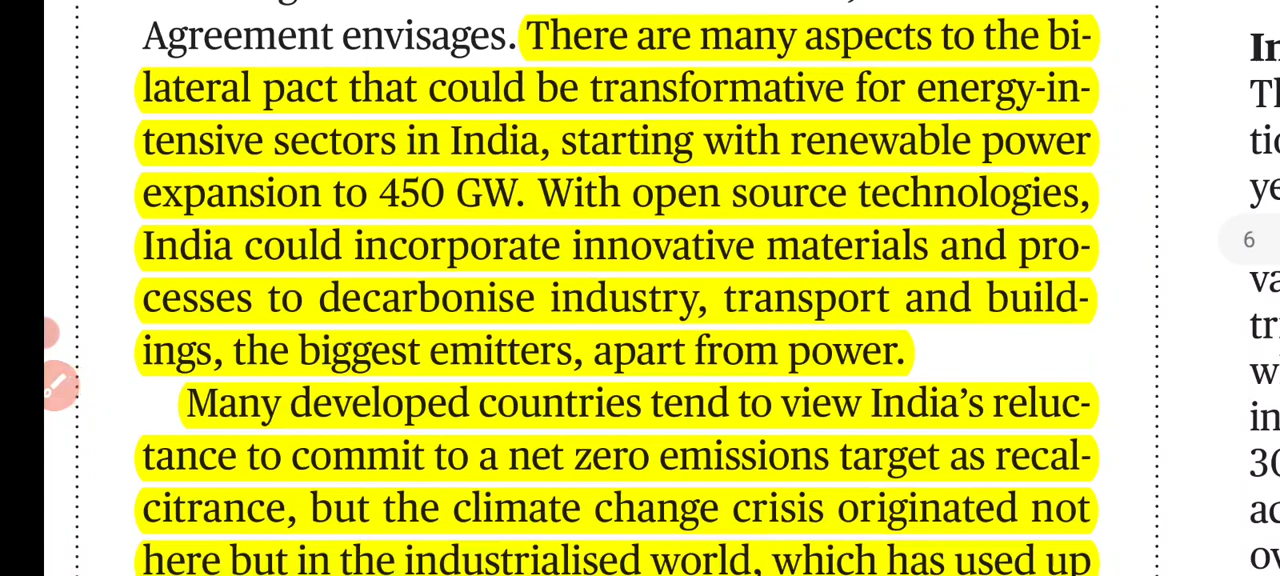 Agreement envisages. There are many aspects to the bi-
lateral pact that could be transformative for energy-in-
tensive sectors in India, starting with renewable power
expansion to 450 GW. With open source technologies,
India could incorporate innovative materials and pro-
cesses to decarbonise industry, transport and build-
ings, the biggest emitters, apart from power.
Many developed countries tend to view India’s reluc-
tance to commit to a net zero emissions target as recal-
citrance, but the climate change crisis originated not
here but in the industrialised world, which has used up
6